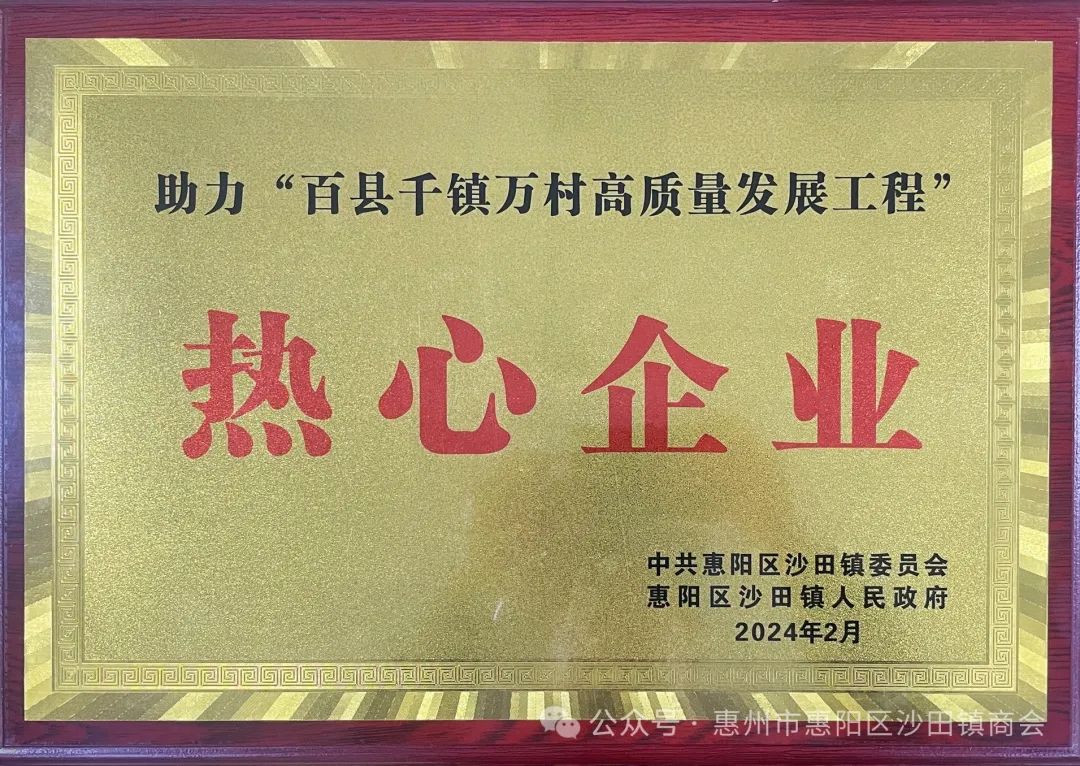 助力“百县千镇万村高质量发展工程”
热心企业
中共惠阳区沙田镇委员会
惠阳区沙田镇人民政府
2024年2月
公众号·惠州市惠阳区沙田镇商会